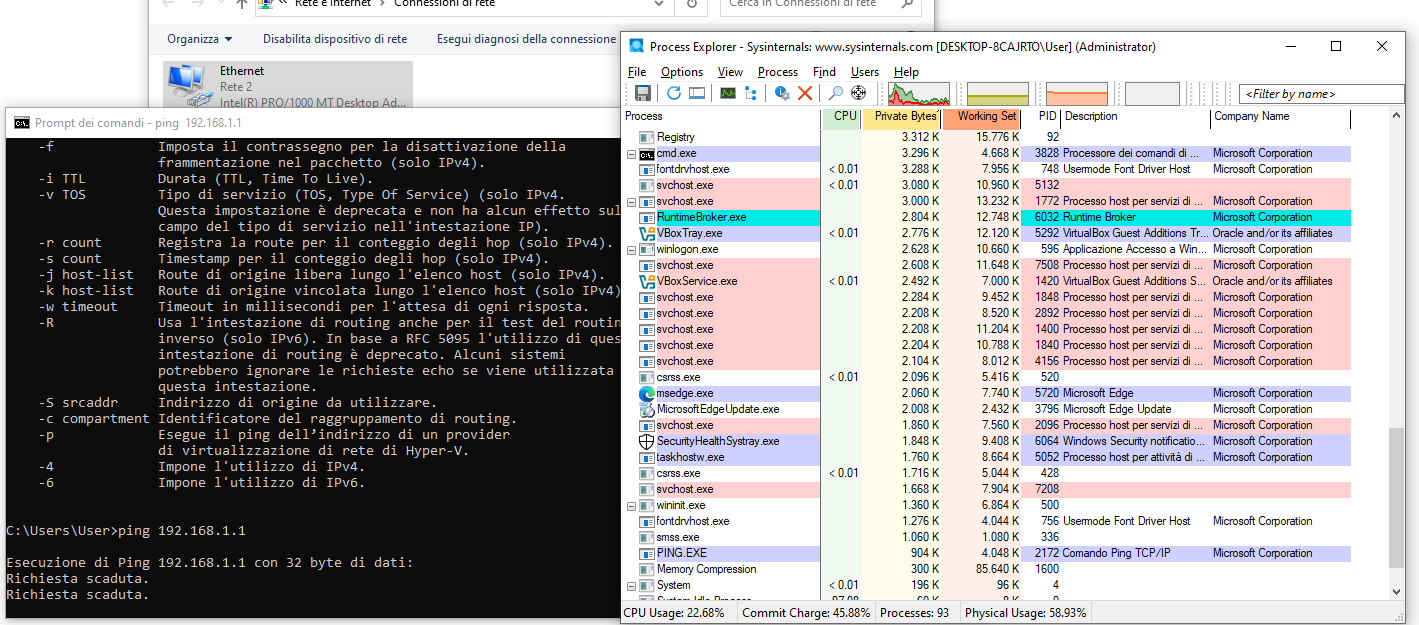 Rete e Internet > Connessioni di rete
Cerca in Connessioni di rete
Organizza
Disabilita dispositivo di rete
Esegui diagnosi della connessione
Ethernet
Rete 2
Intel(R) PRO/1000 MT Desktop Ad...
Prompt dei comandi - ping 192.168.1.1
-f Imposta il contrassegno per la disattivazione della
frammentazione nel pacchetto (solo IPv4).
-i TTL Durata (TTL, Time To Live).
-v TOS Tipo di servizio (TOS, Type Of Service) (solo IPv4.
Questa impostazione è deprecata e non ha alcun effetto sul
campo del tipo di servizio nell'intestazione IP).
-r count Registra la route per il conteggio degli hop (solo IPv4).
-s count Timestamp per il conteggio degli hop (solo IPv4).
-j host-list Route di origine libera lungo l'elenco host (solo IPv4).
-k host-list Route di origine vincolata lungo l'elenco host (solo IPv4)
-w timeout Timeout in millisecondi per l'attesa di ogni risposta.
-R Usa l'intestazione di routing anche per il test del routin
inverso (solo IPv6). In base a RFC 5095 l'utilizzo di ques
intestazione di routing è deprecato. Alcuni sistemi
potrebbero ignorare le richieste echo se viene utilizzata
questa intestazione.
-S srcaddr Indirizzo di origine da utilizzare.
-c compartment Identificatore del raggruppamento di routing.
-p Esegue il ping dell’indirizzo di un provider
di virtualizzazione di rete di Hyper-V.
-4 Impone l'utilizzo di IPv4.
-6 Impone l'utilizzo di IPv6.
C:\Users\User>ping 192.168.1.1
Esecuzione di Ping 192.168.1.1 con 32 byte di dati:
Richiesta scaduta.
Richiesta scaduta.
Process Explorer - Sysinternals: www.sysinternals.com [DESKTOP-8CAJRTO\User] (Administrator)
File Options View Process Find Users Help
<Filter by name>
Process CPU Private Bytes Working Set PID Description Company Name
Registry 3.312 K 15.776 K 92
cmd.exe 3.296 K 4.668 K 3828 Processore dei comandi di ... Microsoft Corporation
fontdrvhost.exe < 0.01 3.288 K 7.956 K 748 Usermode Font Driver Host Microsoft Corporation
svchost.exe < 0.01 3.080 K 10.960 K 5132
svchost.exe 3.000 K 13.232 K 1772 Processo host per servizi di ... Microsoft Corporation
RuntimeBroker.exe 2.804 K 12.748 K 6032 Runtime Broker Microsoft Corporation
VBoxTray.exe < 0.01 2.776 K 12.120 K 5292 VirtualBox Guest Additions Tr... Oracle and/or its affiliates
winlogon.exe 2.628 K 10.660 K 596 Applicazione Accesso a Win... Microsoft Corporation
svchost.exe 2.608 K 11.648 K 7508 Processo host per servizi di ... Microsoft Corporation
VBoxService.exe < 0.01 2.492 K 7.000 K 1420 VirtualBox Guest Additions S... Oracle and/or its affiliates
svchost.exe 2.284 K 9.452 K 1848 Processo host per servizi di ... Microsoft Corporation
svchost.exe 2.208 K 8.520 K 2892 Processo host per servizi di ... Microsoft Corporation
svchost.exe 2.208 K 11.204 K 1400 Processo host per servizi di ... Microsoft Corporation
svchost.exe 2.204 K 10.788 K 1840 Processo host per servizi di ... Microsoft Corporation
svchost.exe 2.104 K 8.012 K 4156 Processo host per servizi di ... Microsoft Corporation
csrss.exe < 0.01 2.096 K 5.416 K 520
msedge.exe 2.060 K 7.740 K 5720 Microsoft Edge Microsoft Corporation
MicrosoftEdgeUpdate.exe 2.008 K 2.432 K 3796 Microsoft Edge Update Microsoft Corporation
svchost.exe 1.860 K 7.560 K 2096 Processo host per servizi di ... Microsoft Corporation
SecurityHealthSystray.exe 1.848 K 9.408 K 6064 Windows Security notificatio... Microsoft Corporation
taskhostw.exe 1.760 K 8.664 K 5052 Processo host per attività di ... Microsoft Corporation
csrss.exe < 0.01 1.716 K 5.044 K 428
svchost.exe 1.668 K 7.904 K 7208
wininit.exe 1.360 K 6.864 K 500
fontdrvhost.exe 1.276 K 4.044 K 756 Usermode Font Driver Host Microsoft Corporation
smss.exe 1.060 K 1.080 K 336
PING.EXE 904 K 4.048 K 2172 Comando Ping TCP/IP Microsoft Corporation
Memory Compression 300 K 85.640 K 1600
System < 0.01 196 K 96 K 4
System Idle Process 97.98 60 K 8 K 0
CPU Usage: 22.68% Commit Charge: 45.88% Processes: 93 Physical Usage: 58.93%